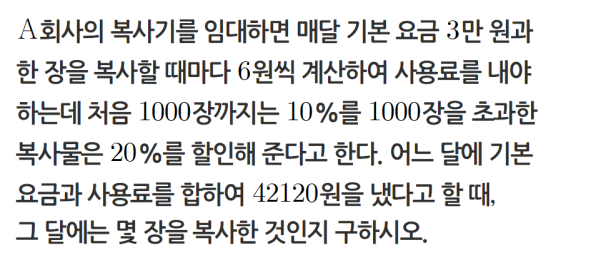 A회사의 복사기를 임대하면 매달 기본 요금 3만 원과
한 장을 복사할 때마다 6원씩 계산하여 사용료를 내야
하는데 처음 1000장까지는 10%를 1000장을 초과한
복사물은 20%를 할인해 준다고 한다. 어느 달에 기본
요금과 사용료를 합하여 42120원을 냈다고 할 때,
그 달에는 몇 장을 복사한 것인지 구하시오.